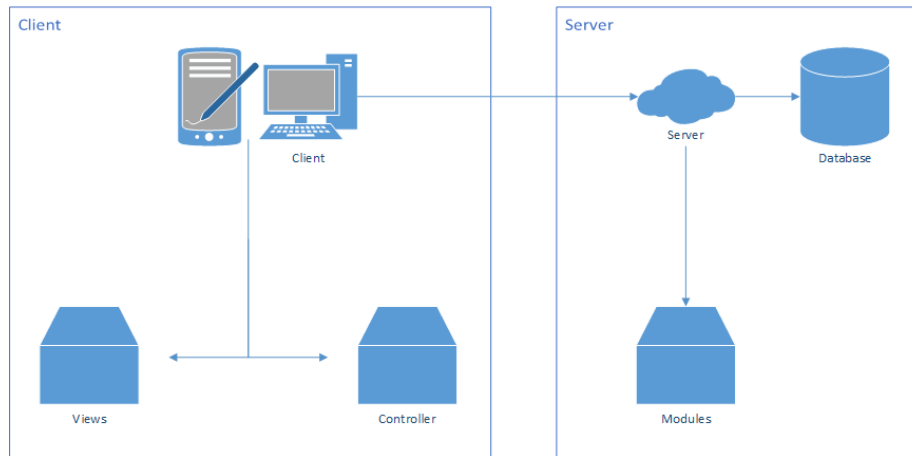 Client
Server
Client
Server
Database
Views
Controller
Modules